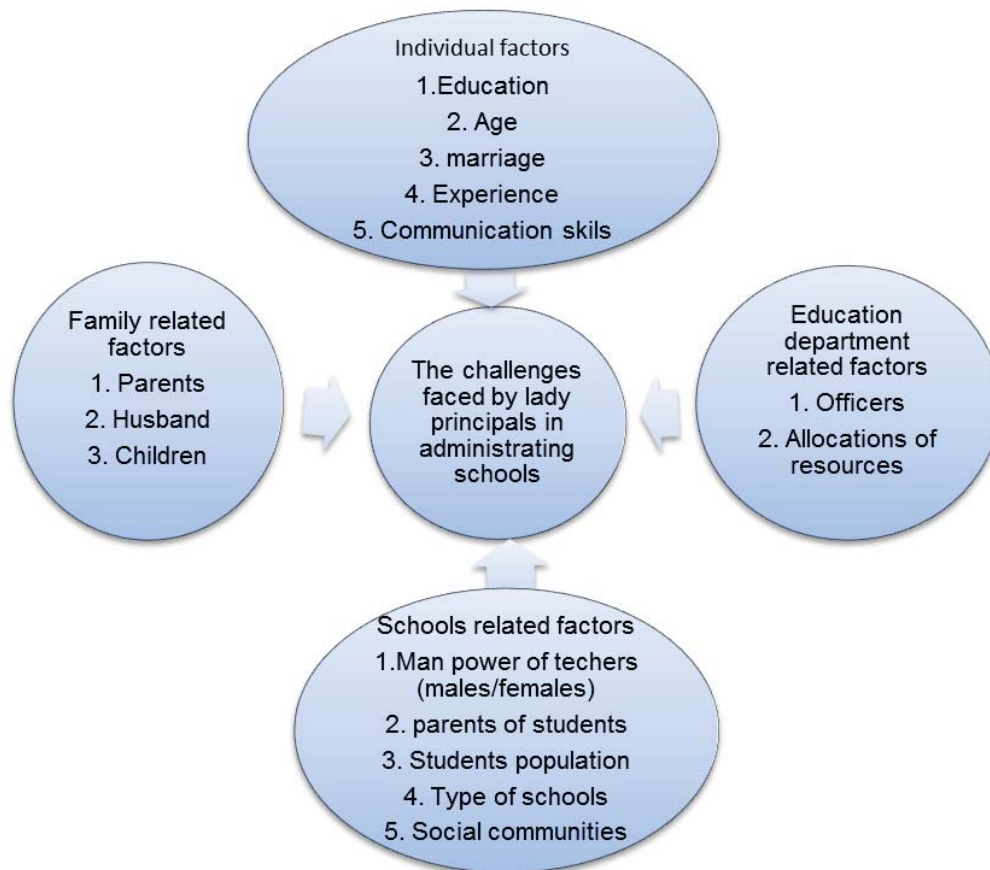 Individual factors
1.Education
2. Age
3. marriage
4. Experience
5. Communication skils
Family related
factors
1. Parents
2. Husband
3. Children
The challenges
faced by lady
principals in
administrating
schools
Education
department
related factors
1. Officers
2. Allocations of
resources
Schools related factors
1.Man power of techers
(males/females)
2. parents of students
3. Students population
4. Type of schools
5. Social communities